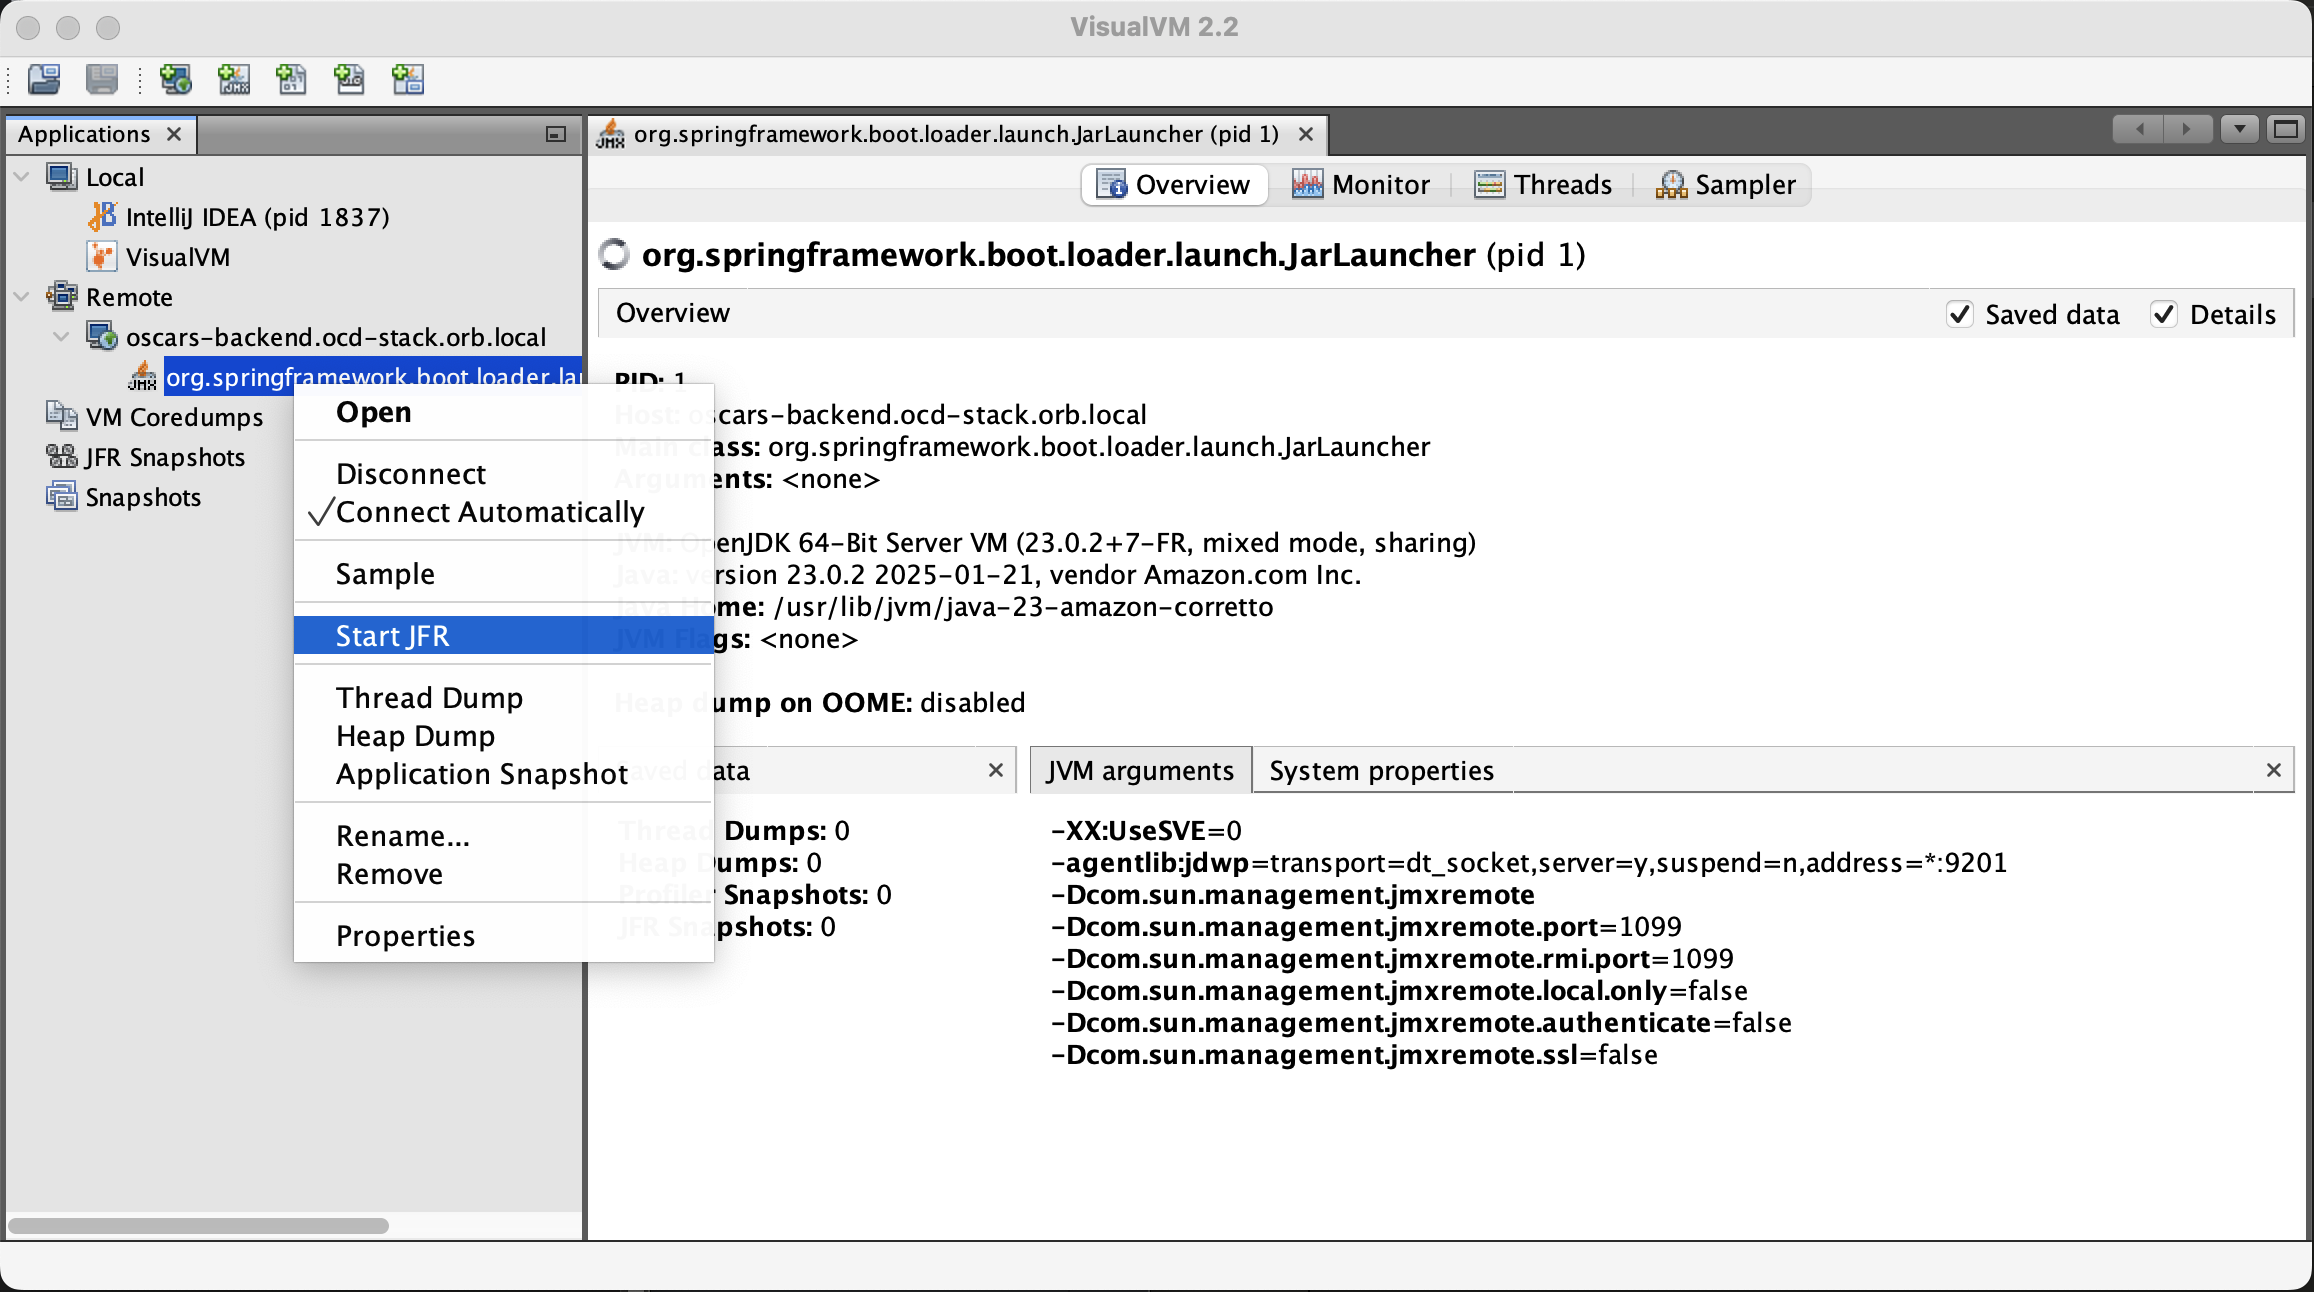 VisualVM 2.2
Applications
Local
IntelliJ IDEA (pid 1837)
VisualVM
Remote
oscars-backend.ocd-stack.orb.local
org.springframework.boot.loader.la
VM Coredumps
JFR Snapshots
Snapshots
Open
Disconnect
Connect Automatically
Sample
Start JFR
Thread Dump
Heap Dump
Application Snapshot
Rename...
Remove
Properties
org.springframework.boot.loader.launch.JarLauncher (pid 1)
Overview
Monitor
Threads
Sampler
org.springframework.boot.loader.launch.JarLauncher (pid 1)
Overview
Saved data
Details
PID: 1
Host: oscars-backend.ocd-stack.orb.local
Main class: org.springframework.boot.loader.launch.JarLauncher
Arguments: <none>
JVM: OpenJDK 64-Bit Server VM (23.0.2+7-FR, mixed mode, sharing)
Java: version 23.0.2 2025-01-21, vendor Amazon.com Inc.
Java Home: /usr/lib/jvm/java-23-amazon-corretto
JVM Flags: <none>
Heap dump on OOME: disabled
Saved data
Thread Dumps: 0
Heap Dumps: 0
Profiler Snapshots: 0
JFR Snapshots: 0
JVM arguments
System properties
-XX:UseSVE=0
-agentlib:jdwp=transport=dt_socket,server=y,suspend=n,address=*:9201
-Dcom.sun.management.jmxremote
-Dcom.sun.management.jmxremote.port=1099
-Dcom.sun.management.jmxremote.rmi.port=1099
-Dcom.sun.management.jmxremote.local.only=false
-Dcom.sun.management.jmxremote.authenticate=false
-Dcom.sun.management.jmxremote.ssl=false